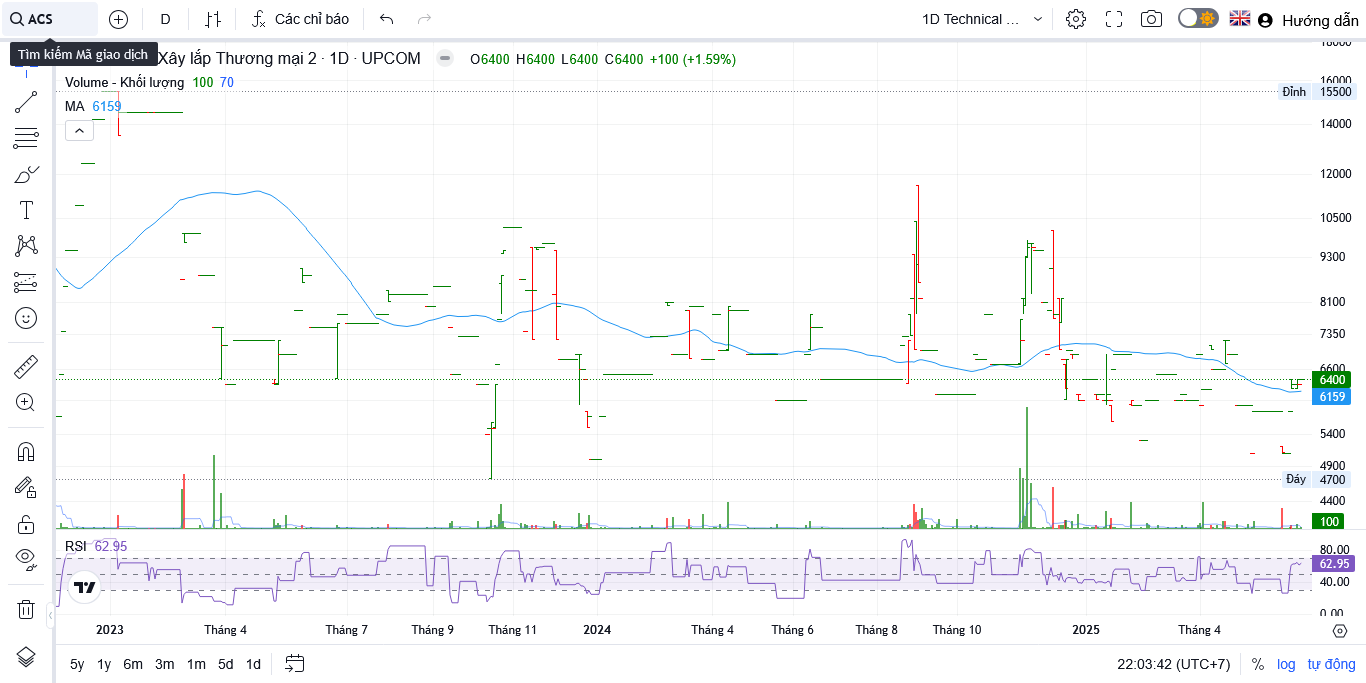 ACS
D
Các chỉ báo
1D Technical ...
Hướng dẫn
Tìm kiếm Mã giao dịch
Xây lắp Thương mại 2 · 1D · UPCOM
O6400 H6400 L6400 C6400 +100 (+1.59%)
Volume - Khối lượng 100 70
MA 6159
18000
16000
Đỉnh 15500
14000
12000
10500
9300
8100
7350
6600
6400
6159
5400
4900
Đáy 4700
4400
100
RSI 62.95
80.00
62.95
40.00
0.00
2023 Tháng 4 Tháng 7 Tháng 9 Tháng 11 2024 Tháng 4 Tháng 6 Tháng 8 Tháng 10 2025 Tháng 4
5y 1y 6m 3m 1m 5d 1d
22:03:42 (UTC+7) % log tự động